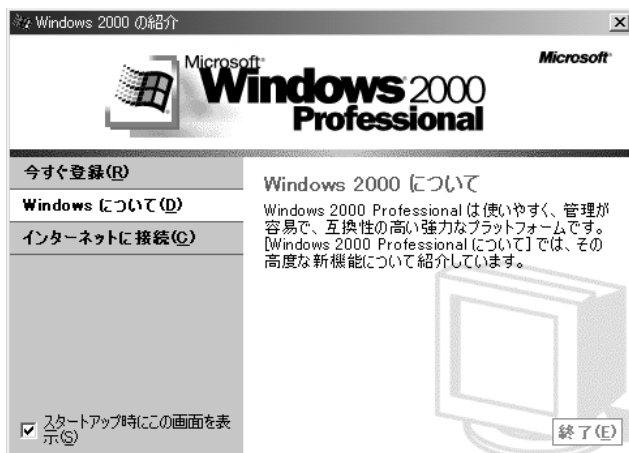 Windows 2000 の紹介
Microsoft
Microsoft
Windows 2000
Professional
今すぐ登録(R)
Windows について(D)
インターネットに接続(C)
Windows 2000 について
Windows 2000 Professional は使いやすく、管理が
容易で、互換性の高い強力なプラットフォームです。
[Windows 2000 Professional について] では、その
高度な新機能について紹介しています。
スタートアップ時にこの画面を表
示(S)
終了(E)